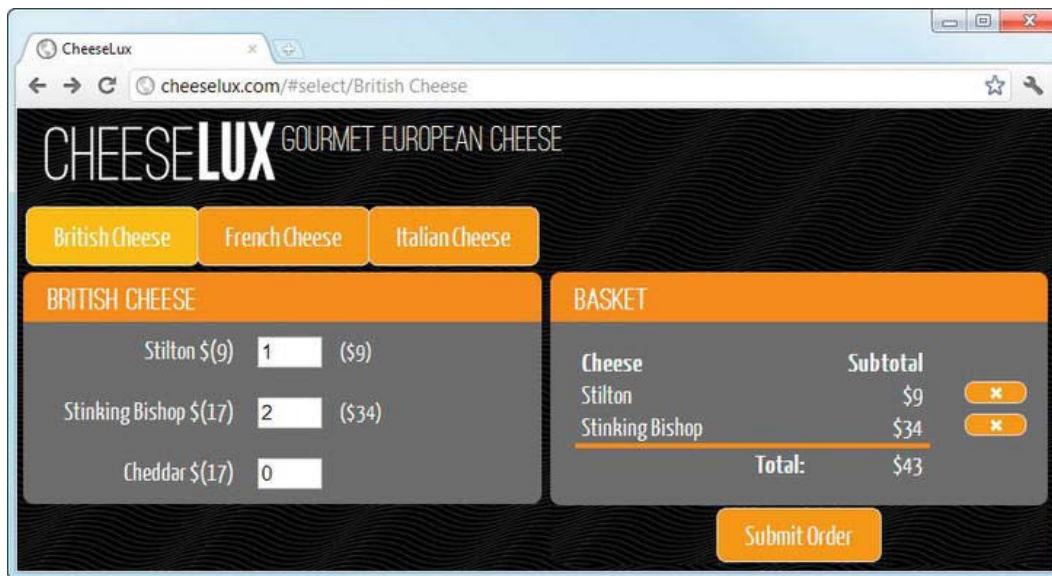 CheeseLux
cheeselux.com/#select/British Cheese
CHEESELUX GOURMET EUROPEAN CHEESE
British Cheese French Cheese Italian Cheese
BRITISH CHEESE
Stilton $(9) 1 ($9)
Stinking Bishop $(17) 2 ($34)
Cheddar $(17) 0
BASKET
Cheese Subtotal
Stilton $9
Stinking Bishop $34
Total: $43
Submit Order